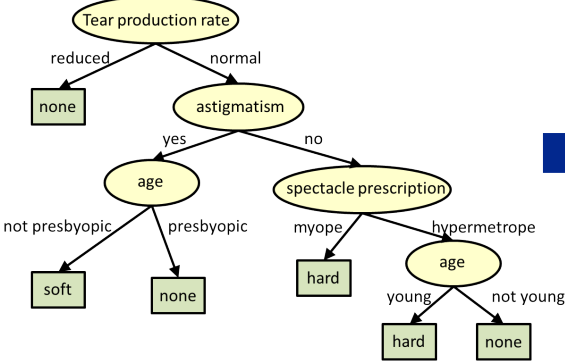 Tear production rate
reduced
normal
none
astigmatism
yes
no
age
spectacle prescription
not presbyopic
presbyopic
myope
hypermetrope
soft
none
hard
age
young
not young
hard
none